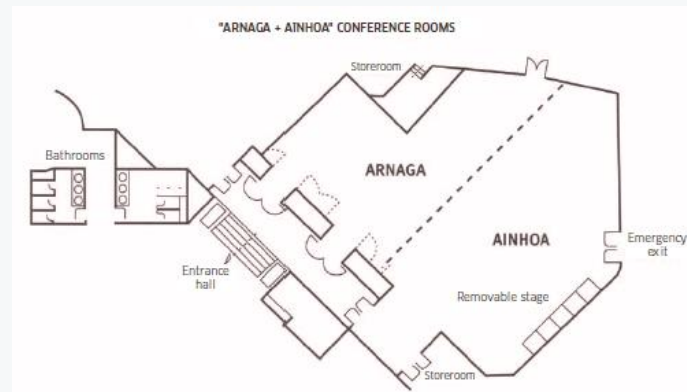 "ARNAGA + AINHOA" CONFERENCE ROOMS
Storeroom
Bathrooms
ARNAGA
AINHOA
Emergency
exit
Entrance
hall
Removable stage
Storeroom